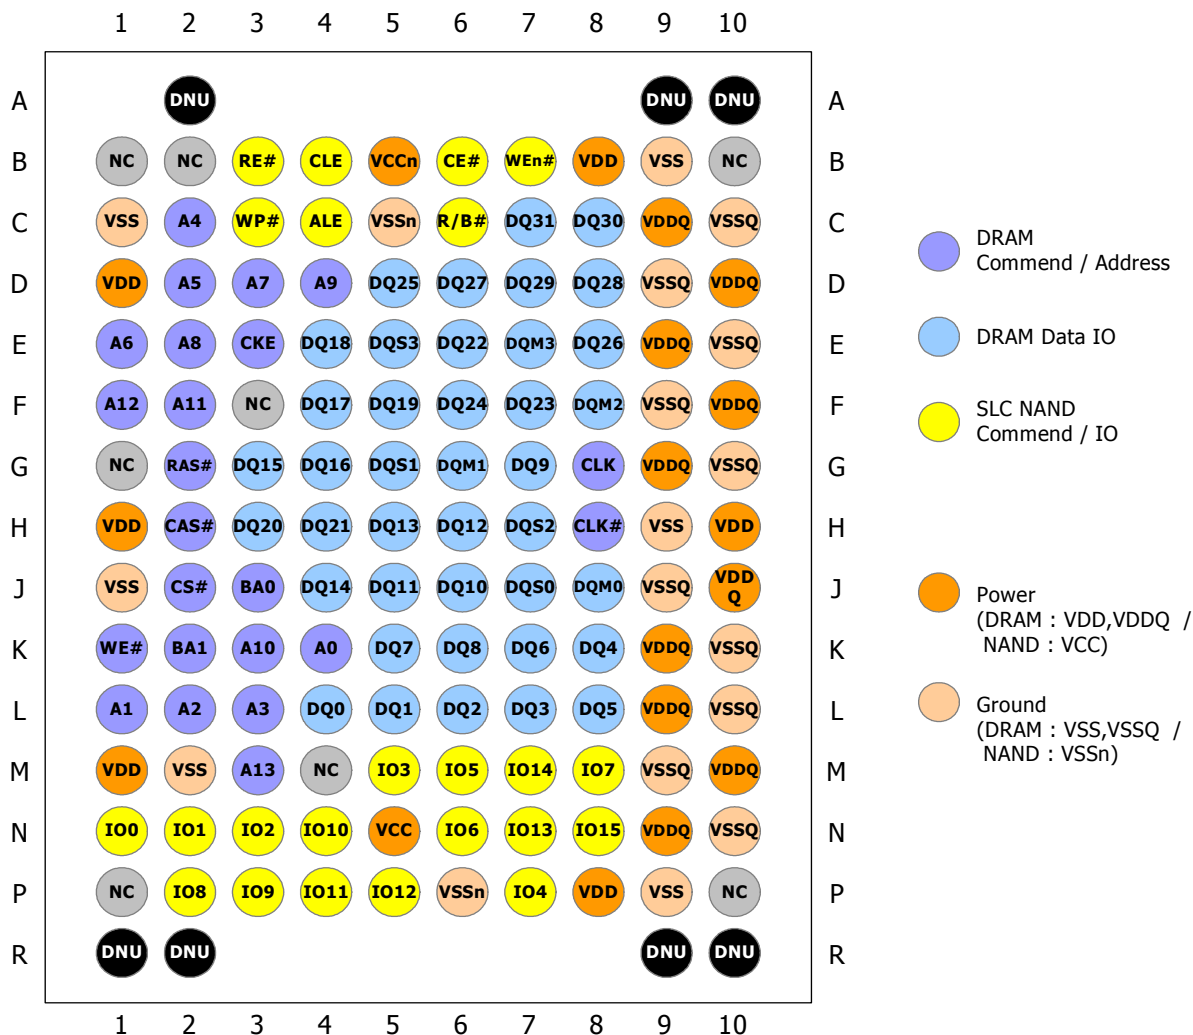 1 2 3 4 5 6 7 8 9 10
A DNU DNU DNU A
B NC NC RE# CLE VCCn CE# WEn# VDD VSS NC B
C VSS A4 WP# ALE VSSn R/B# DQ31 DQ30 VDDQ VSSQ C
D VDD A5 A7 A9 DQ25 DQ27 DQ29 DQ28 VSSQ VDDQ D
E A6 A8 CKE DQ18 DQS3 DQ22 DQM3 DQ26 VDDQ VSSQ E
F A12 A11 NC DQ17 DQ19 DQ24 DQ23 DQM2 VSSQ VDDQ F
G NC RAS# DQ15 DQ16 DQS1 DQM1 DQ9 CLK VDDQ VSSQ G
H VDD CAS# DQ20 DQ21 DQ13 DQ12 DQS2 CLK# VSS VDD H
J VSS CS# BA0 DQ14 DQ11 DQ10 DQS0 DQM0 VSSQ VDD Q J
K WE# BA1 A10 A0 DQ7 DQ8 DQ6 DQ4 VDDQ VSSQ K
L A1 A2 A3 DQ0 DQ1 DQ2 DQ3 DQ5 VDDQ VSSQ L
M VDD VSS A13 NC IO3 IO5 IO14 IO7 VSSQ VDDQ M
N IO0 IO1 IO2 IO10 VCC IO6 IO13 IO15 VDDQ VSSQ N
P NC IO8 IO9 IO11 IO12 VSSn IO4 VDD VSS NC P
R DNU DNU DNU DNU R
1 2 3 4 5 6 7 8 9 10
DRAM
Commend / Address
DRAM Data IO
SLC NAND
Commend / IO
Power
(DRAM : VDD,VDDQ /
NAND : VCC)
Ground
(DRAM : VSS,VSSQ /
NAND : VSSn)